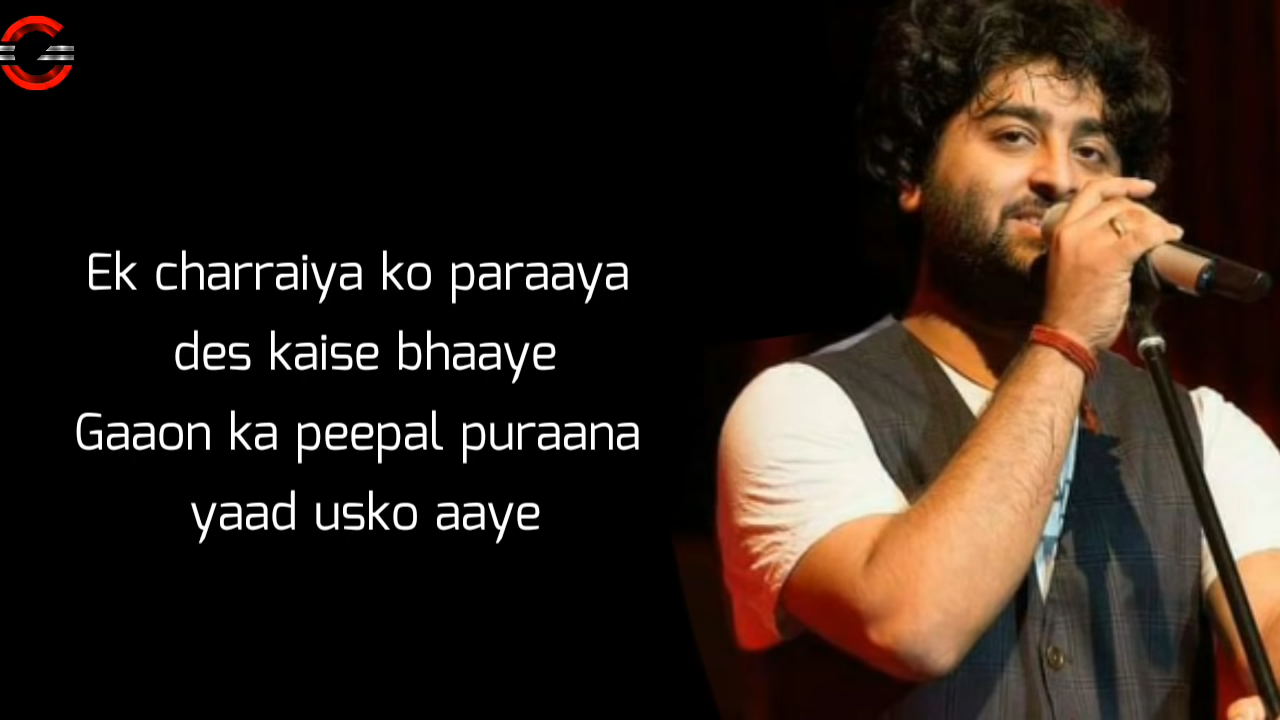 Ek charraiya ko paraaya
des kaise bhaaye
Gaaon ka peepal puraana
yaad usko aaye